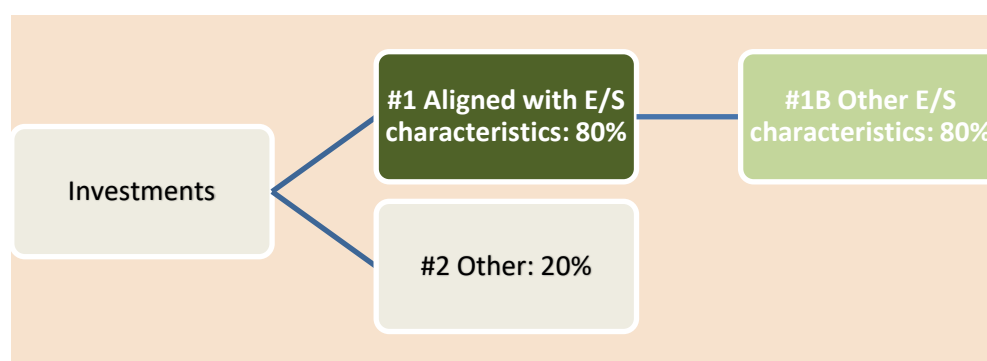 #1 Aligned with E/S
characteristics: 80%
#1B Other E/S
characteristics: 80%
Investments
#2 Other: 20%